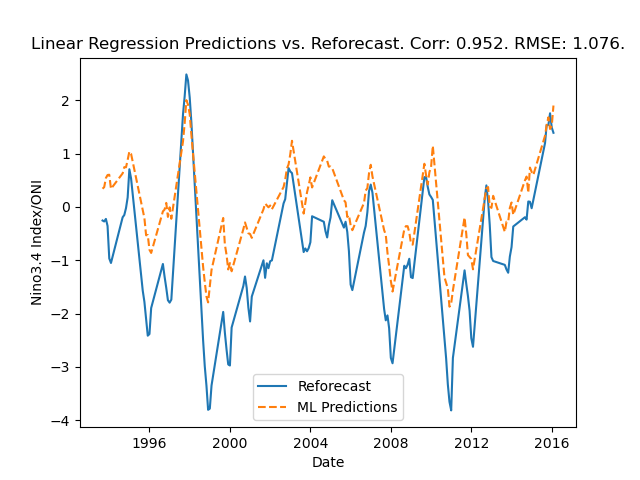 Linear Regression Predictions vs. Reforecast. Corr: 0.952. RMSE: 1.076.
Nino3.4 Index/ONI
2
1
0
−1
−2
−3
−4
Reforecast
ML Predictions
1996
2000
2004
2008
2012
2016
Date